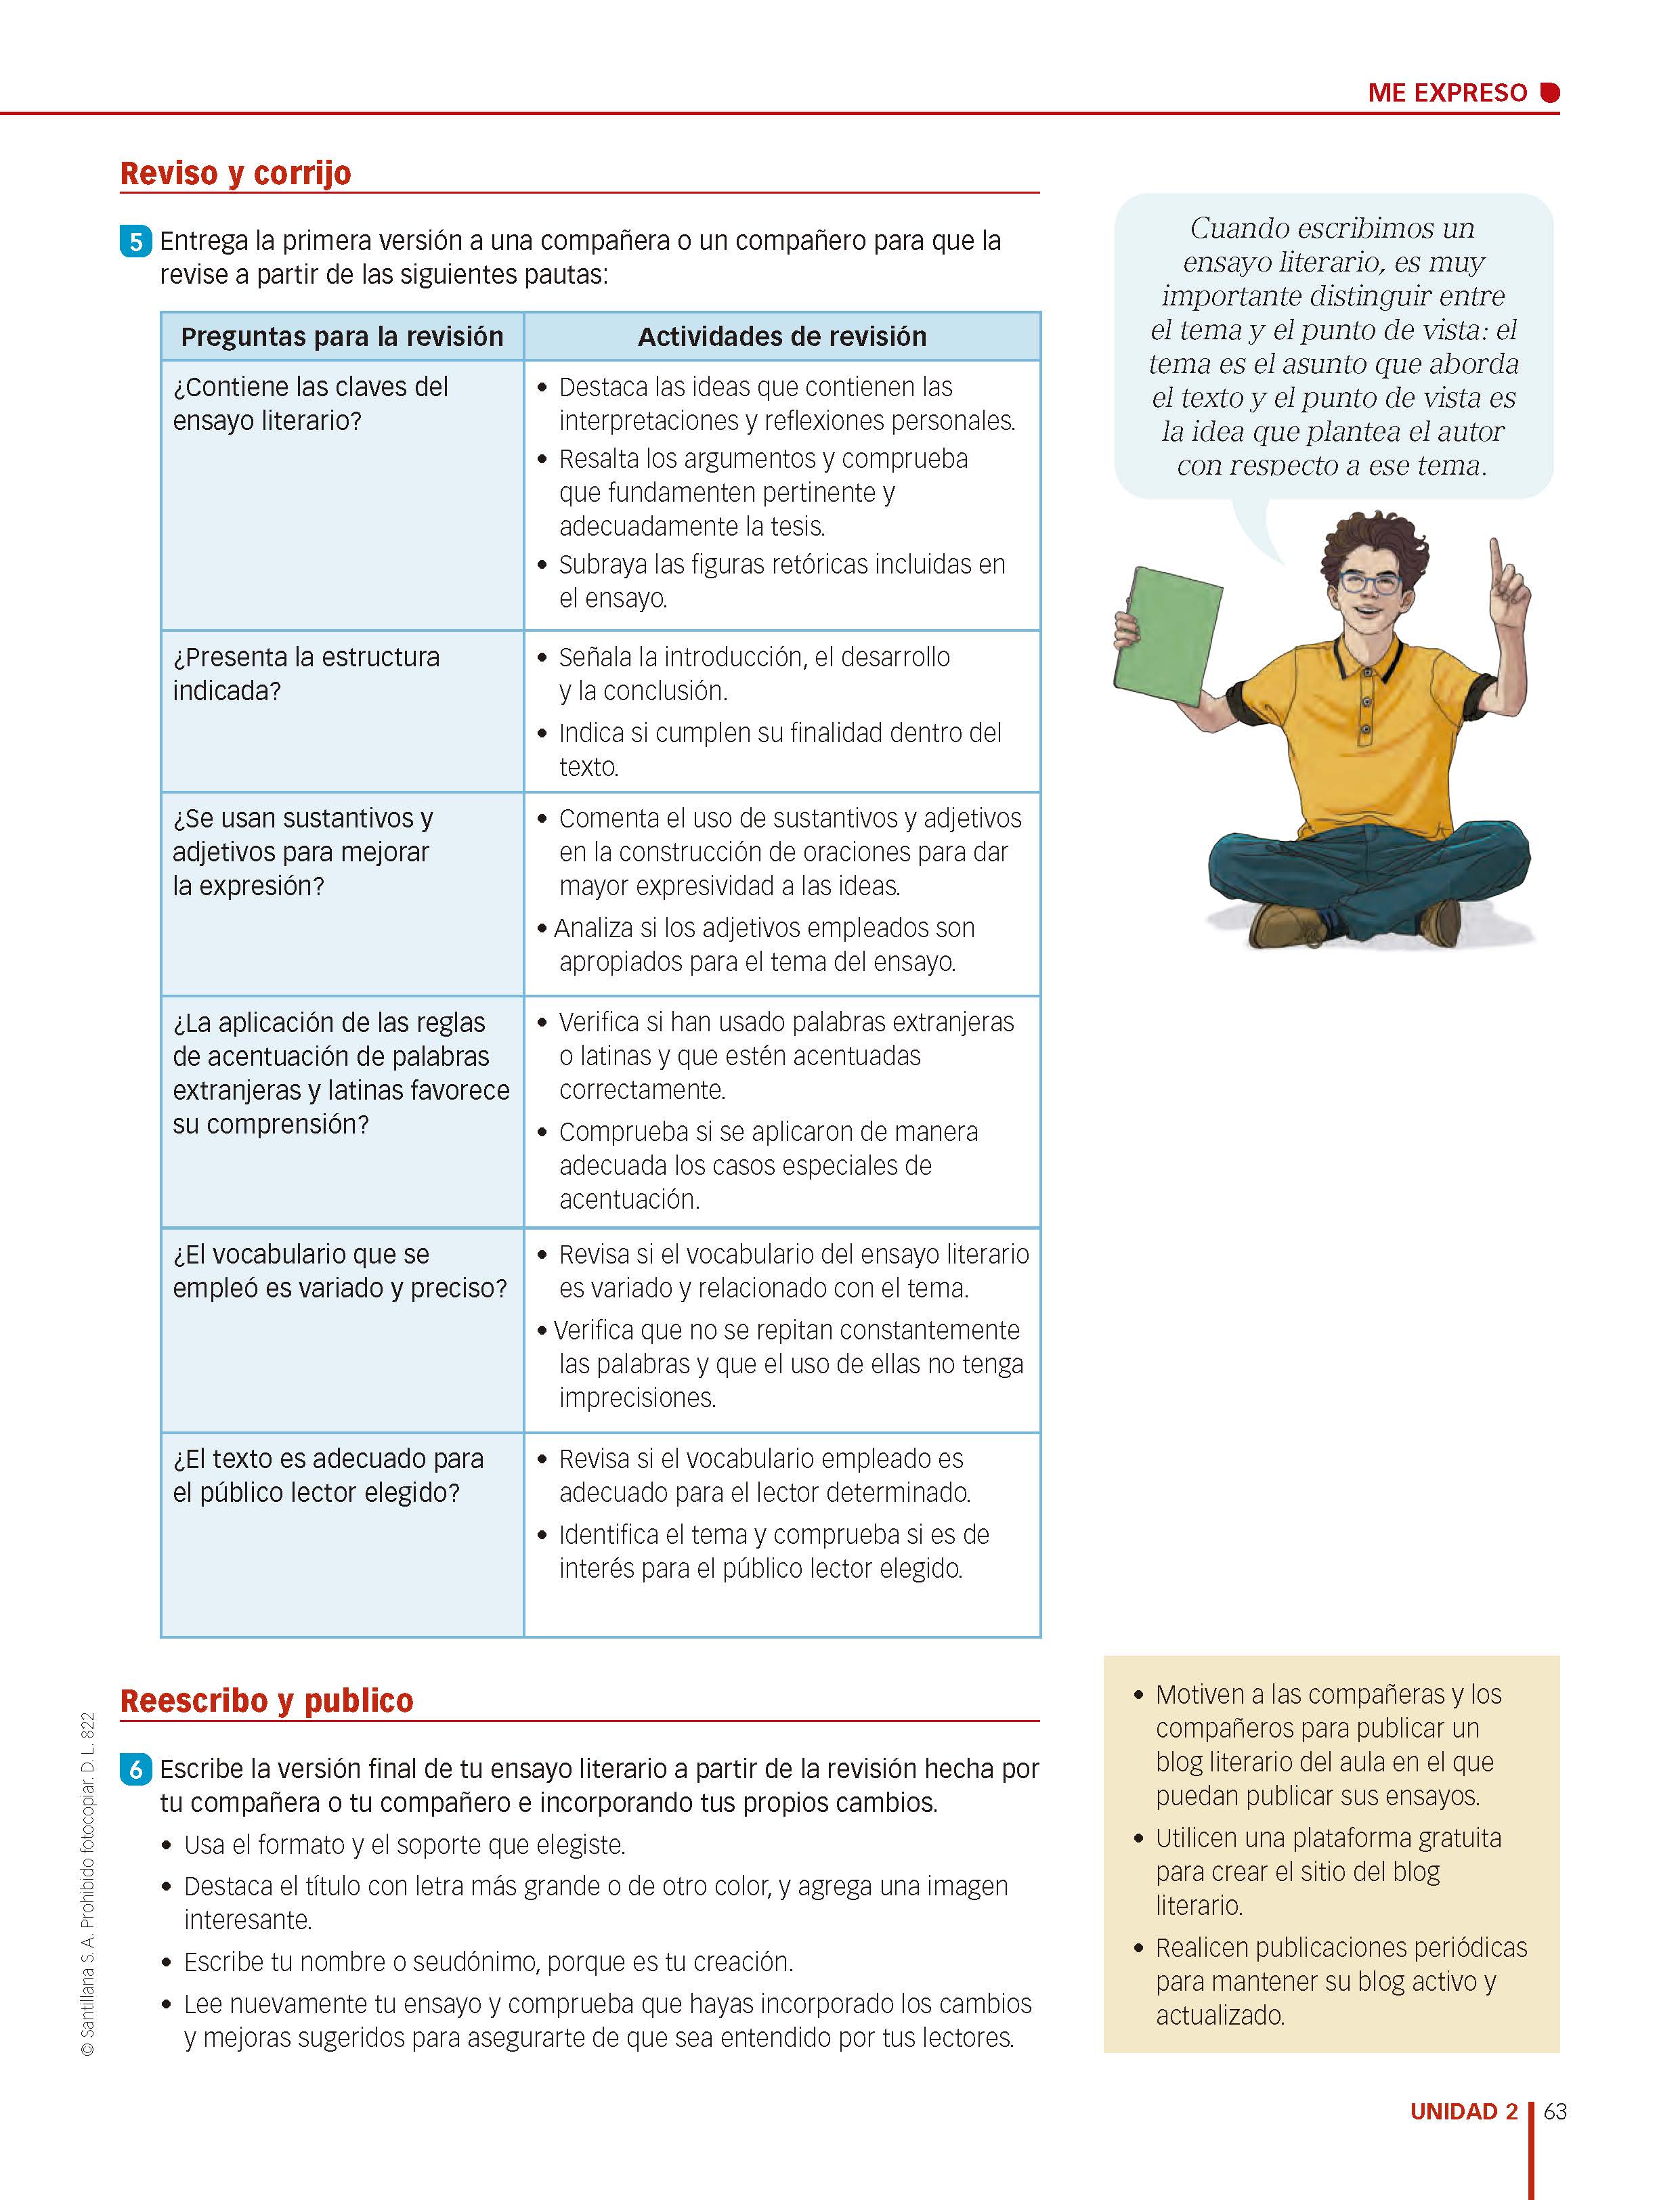 ME EXPRESO
Reviso y corrijo
5 Entrega la primera versión a una compañera o un compañero para que la
revise a partir de las siguientes pautas:
Preguntas para la revisión
Actividades de revisión
¿Contiene las claves del
ensayo literario?
• Destaca las ideas que contienen las
interpretaciones y reflexiones personales.
• Resalta los argumentos y comprueba
que fundamenten pertinente y
adecuadamente la tesis.
• Subraya las figuras retóricas incluidas en
el ensayo.
¿Presenta la estructura
indicada?
• Señala la introducción, el desarrollo
y la conclusión.
• Indica si cumplen su finalidad dentro del
texto.
¿Se usan sustantivos y
adjetivos para mejorar
la expresión?
• Comenta el uso de sustantivos y adjetivos
en la construcción de oraciones para dar
mayor expresividad a las ideas.
• Analiza si los adjetivos empleados son
apropiados para el tema del ensayo.
¿La aplicación de las reglas
de acentuación de palabras
extranjeras y latinas favorece
su comprensión?
• Verifica si han usado palabras extranjeras
o latinas y que estén acentuadas
correctamente.
• Comprueba si se aplicaron de manera
adecuada los casos especiales de
acentuación.
¿El vocabulario que se
empleó es variado y preciso?
• Revisa si el vocabulario del ensayo literario
es variado y relacionado con el tema.
• Verifica que no se repitan constantemente
las palabras y que el uso de ellas no tenga
imprecisiones.
¿El texto es adecuado para
el público lector elegido?
• Revisa si el vocabulario empleado es
adecuado para el lector determinado.
• Identifica el tema y comprueba si es de
interés para el público lector elegido.
Cuando escribimos un
ensayo literario, es muy
importante distinguir entre
el tema y el punto de vista: el
tema es el asunto que aborda
el texto y el punto de vista es
la idea que plantea el autor
con respecto a ese tema.
Reescribo y publico
6 Escribe la versión final de tu ensayo literario a partir de la revisión hecha por
tu compañera o tu compañero e incorporando tus propios cambios.
• Usa el formato y el soporte que elegiste.
• Destaca el título con letra más grande o de otro color, y agrega una imagen
interesante.
• Escribe tu nombre o seudónimo, porque es tu creación.
• Lee nuevamente tu ensayo y comprueba que hayas incorporado los cambios
y mejoras sugeridos para asegurarte de que sea entendido por tus lectores.
• Motiven a las compañeras y los
compañeros para publicar un
blog literario del aula en el que
puedan publicar sus ensayos.
• Utilicen una plataforma gratuita
para crear el sitio del blog
literario.
• Realicen publicaciones periódicas
para mantener su blog activo y
actualizado.
© Santillana S. A. Prohibido fotocopiar. D. L. 822
UNIDAD 2 63